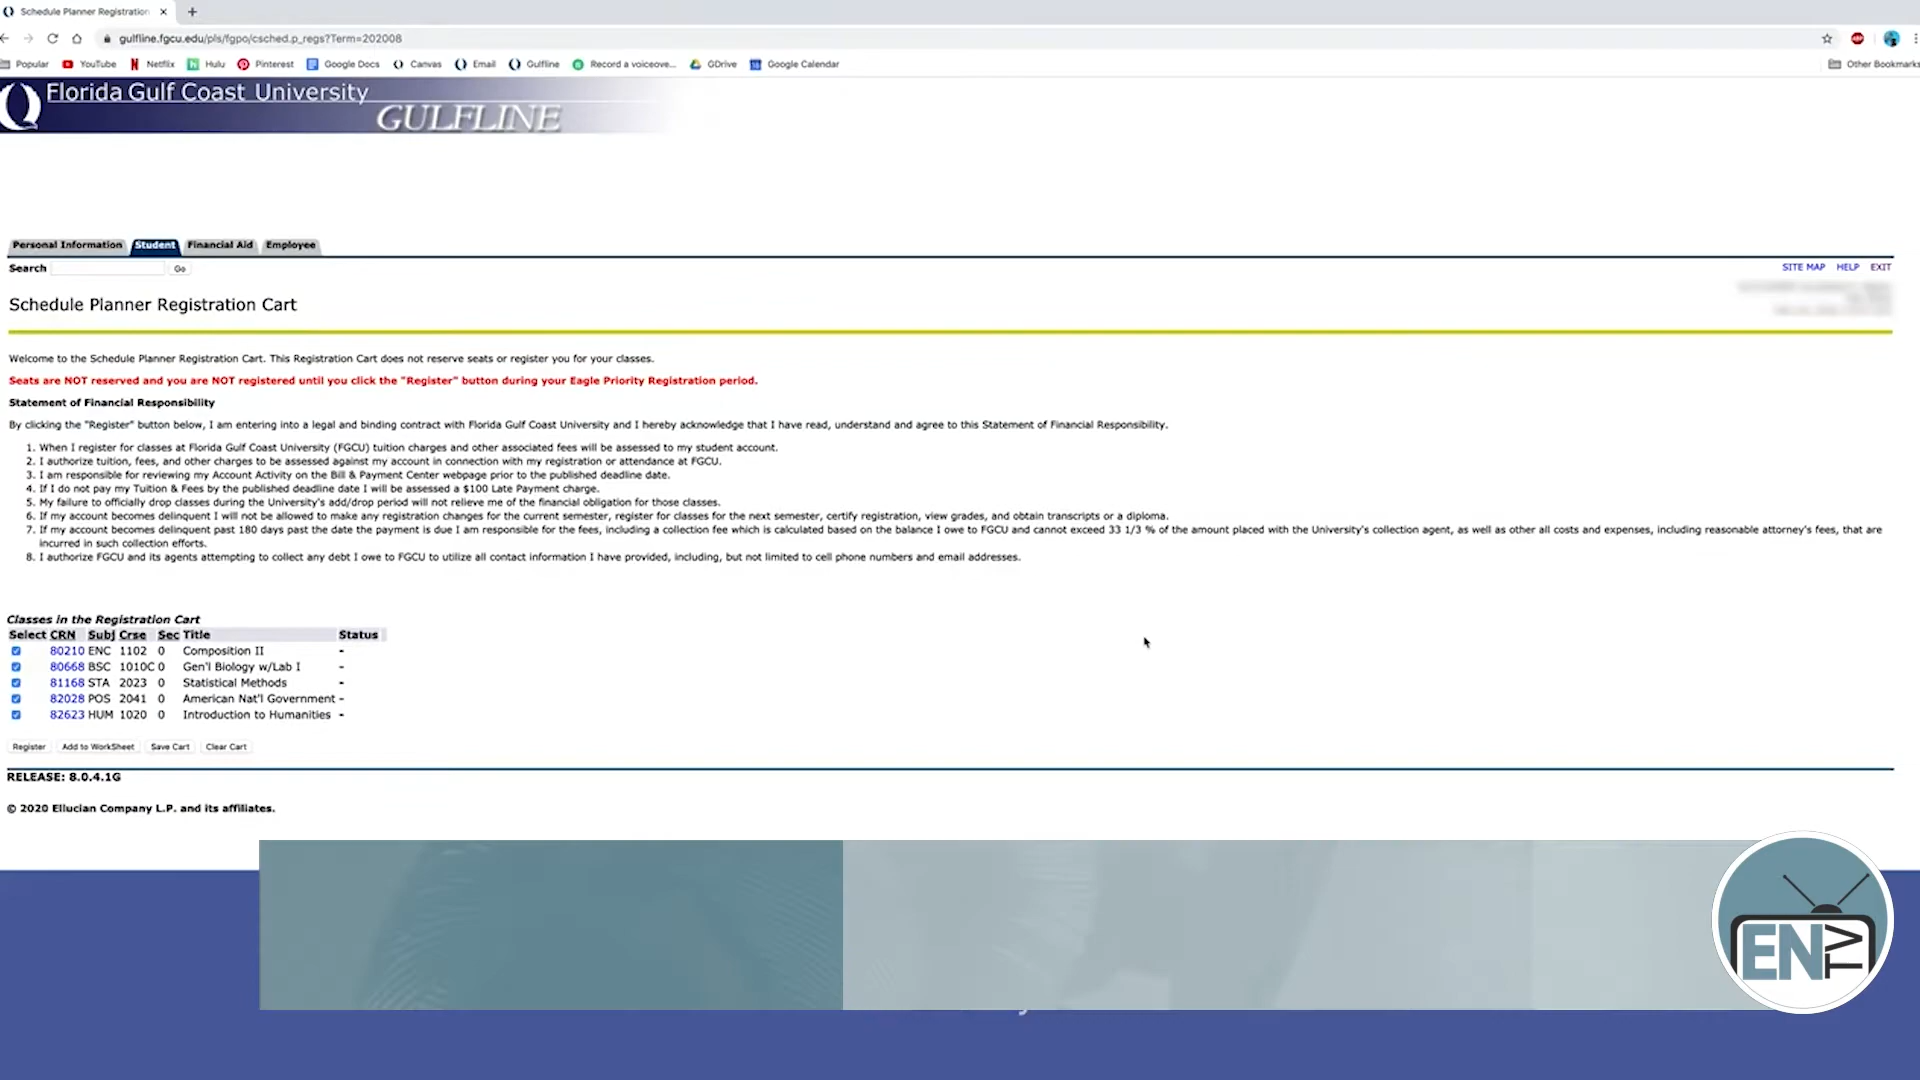 Schedule Planner Registration
gulfline.fgcu.edu/pls/fgpo/csched.p_regs?Term=202008
Popular YouTube Netflix Hulu Pinterest Google Docs Canvas Email Gulfline Record a voiceove... GDrive Google Calendar Other Bookmarks
Florida Gulf Coast University
GULFLINE
Personal Information Student Financial Aid Employee
Search Go
SITE MAP HELP EXIT
Schedule Planner Registration Cart
Welcome to the Schedule Planner Registration Cart. This Registration Cart does not reserve seats or register you for your classes.
Seats are NOT reserved and you are NOT registered until you click the "Register" button during your Eagle Priority Registration period.
Statement of Financial Responsibility
By clicking the "Register" button below, I am entering into a legal and binding contract with Florida Gulf Coast University and I hereby acknowledge that I have read, understand and agree to this Statement of Financial Responsibility.
1. When I register for classes at Florida Gulf Coast University (FGCU) tuition charges and other associated fees will be assessed to my student account.
2. I authorize tuition, fees, and other charges to be assessed against my account in connection with my registration or attendance at FGCU.
3. I am responsible for reviewing my Account Activity on the Bill & Payment Center webpage prior to the published deadline date.
4. If I do not pay my Tuition & Fees by the published deadline date I will be assessed a $100 Late Payment charge.
5. My failure to officially drop classes during the University's add/drop period will not relieve me of the financial obligation for those classes.
6. If my account becomes delinquent I will not be allowed to make any registration changes for the current semester, register for classes for the next semester, certify registration, view grades, and obtain transcripts or a diploma.
7. If my account becomes delinquent past 180 days past the date the payment is due I am responsible for the fees, including a collection fee which is calculated based on the balance I owe to FGCU and cannot exceed 33 1/3 % of the amount placed with the University's collection agent, as well as other all costs and expenses, including reasonable attorney's fees, that are
incurred in such collection efforts.
8. I authorize FGCU and its agents attempting to collect any debt I owe to FGCU to utilize all contact information I have provided, including, but not limited to cell phone numbers and email addresses.
Classes in the Registration Cart
Select CRN Subj Crse Sec Title Status
80210 ENC 1102 0 Composition II -
80668 BSC 1010C 0 Gen'l Biology w/Lab I -
81168 STA 2023 0 Statistical Methods -
82028 POS 2041 0 American Nat'l Government -
82623 HUM 1020 0 Introduction to Humanities -
Register Add to WorkSheet Save Cart Clear Cart
RELEASE: 8.0.4.1G
© 2020 Ellucian Company L.P. and its affiliates.
EN TV